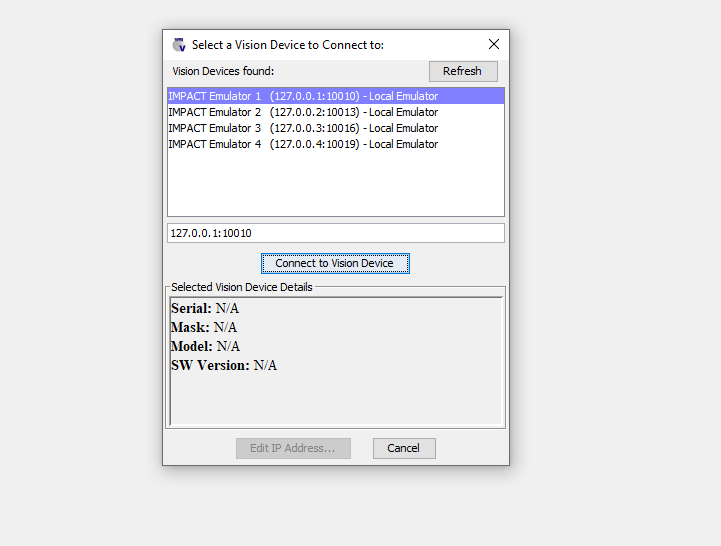 Select a Vision Device to Connect to:
Vision Devices found:
Refresh
IMPACT Emulator 1 (127.0.0.1:10010) - Local Emulator
IMPACT Emulator 2 (127.0.0.2:10013) - Local Emulator
IMPACT Emulator 3 (127.0.0.3:10016) - Local Emulator
IMPACT Emulator 4 (127.0.0.4:10019) - Local Emulator
127.0.0.1:10010
Connect to Vision Device
Selected Vision Device Details
Serial: N/A
Mask: N/A
Model: N/A
SW Version: N/A
Edit IP Address...
Cancel